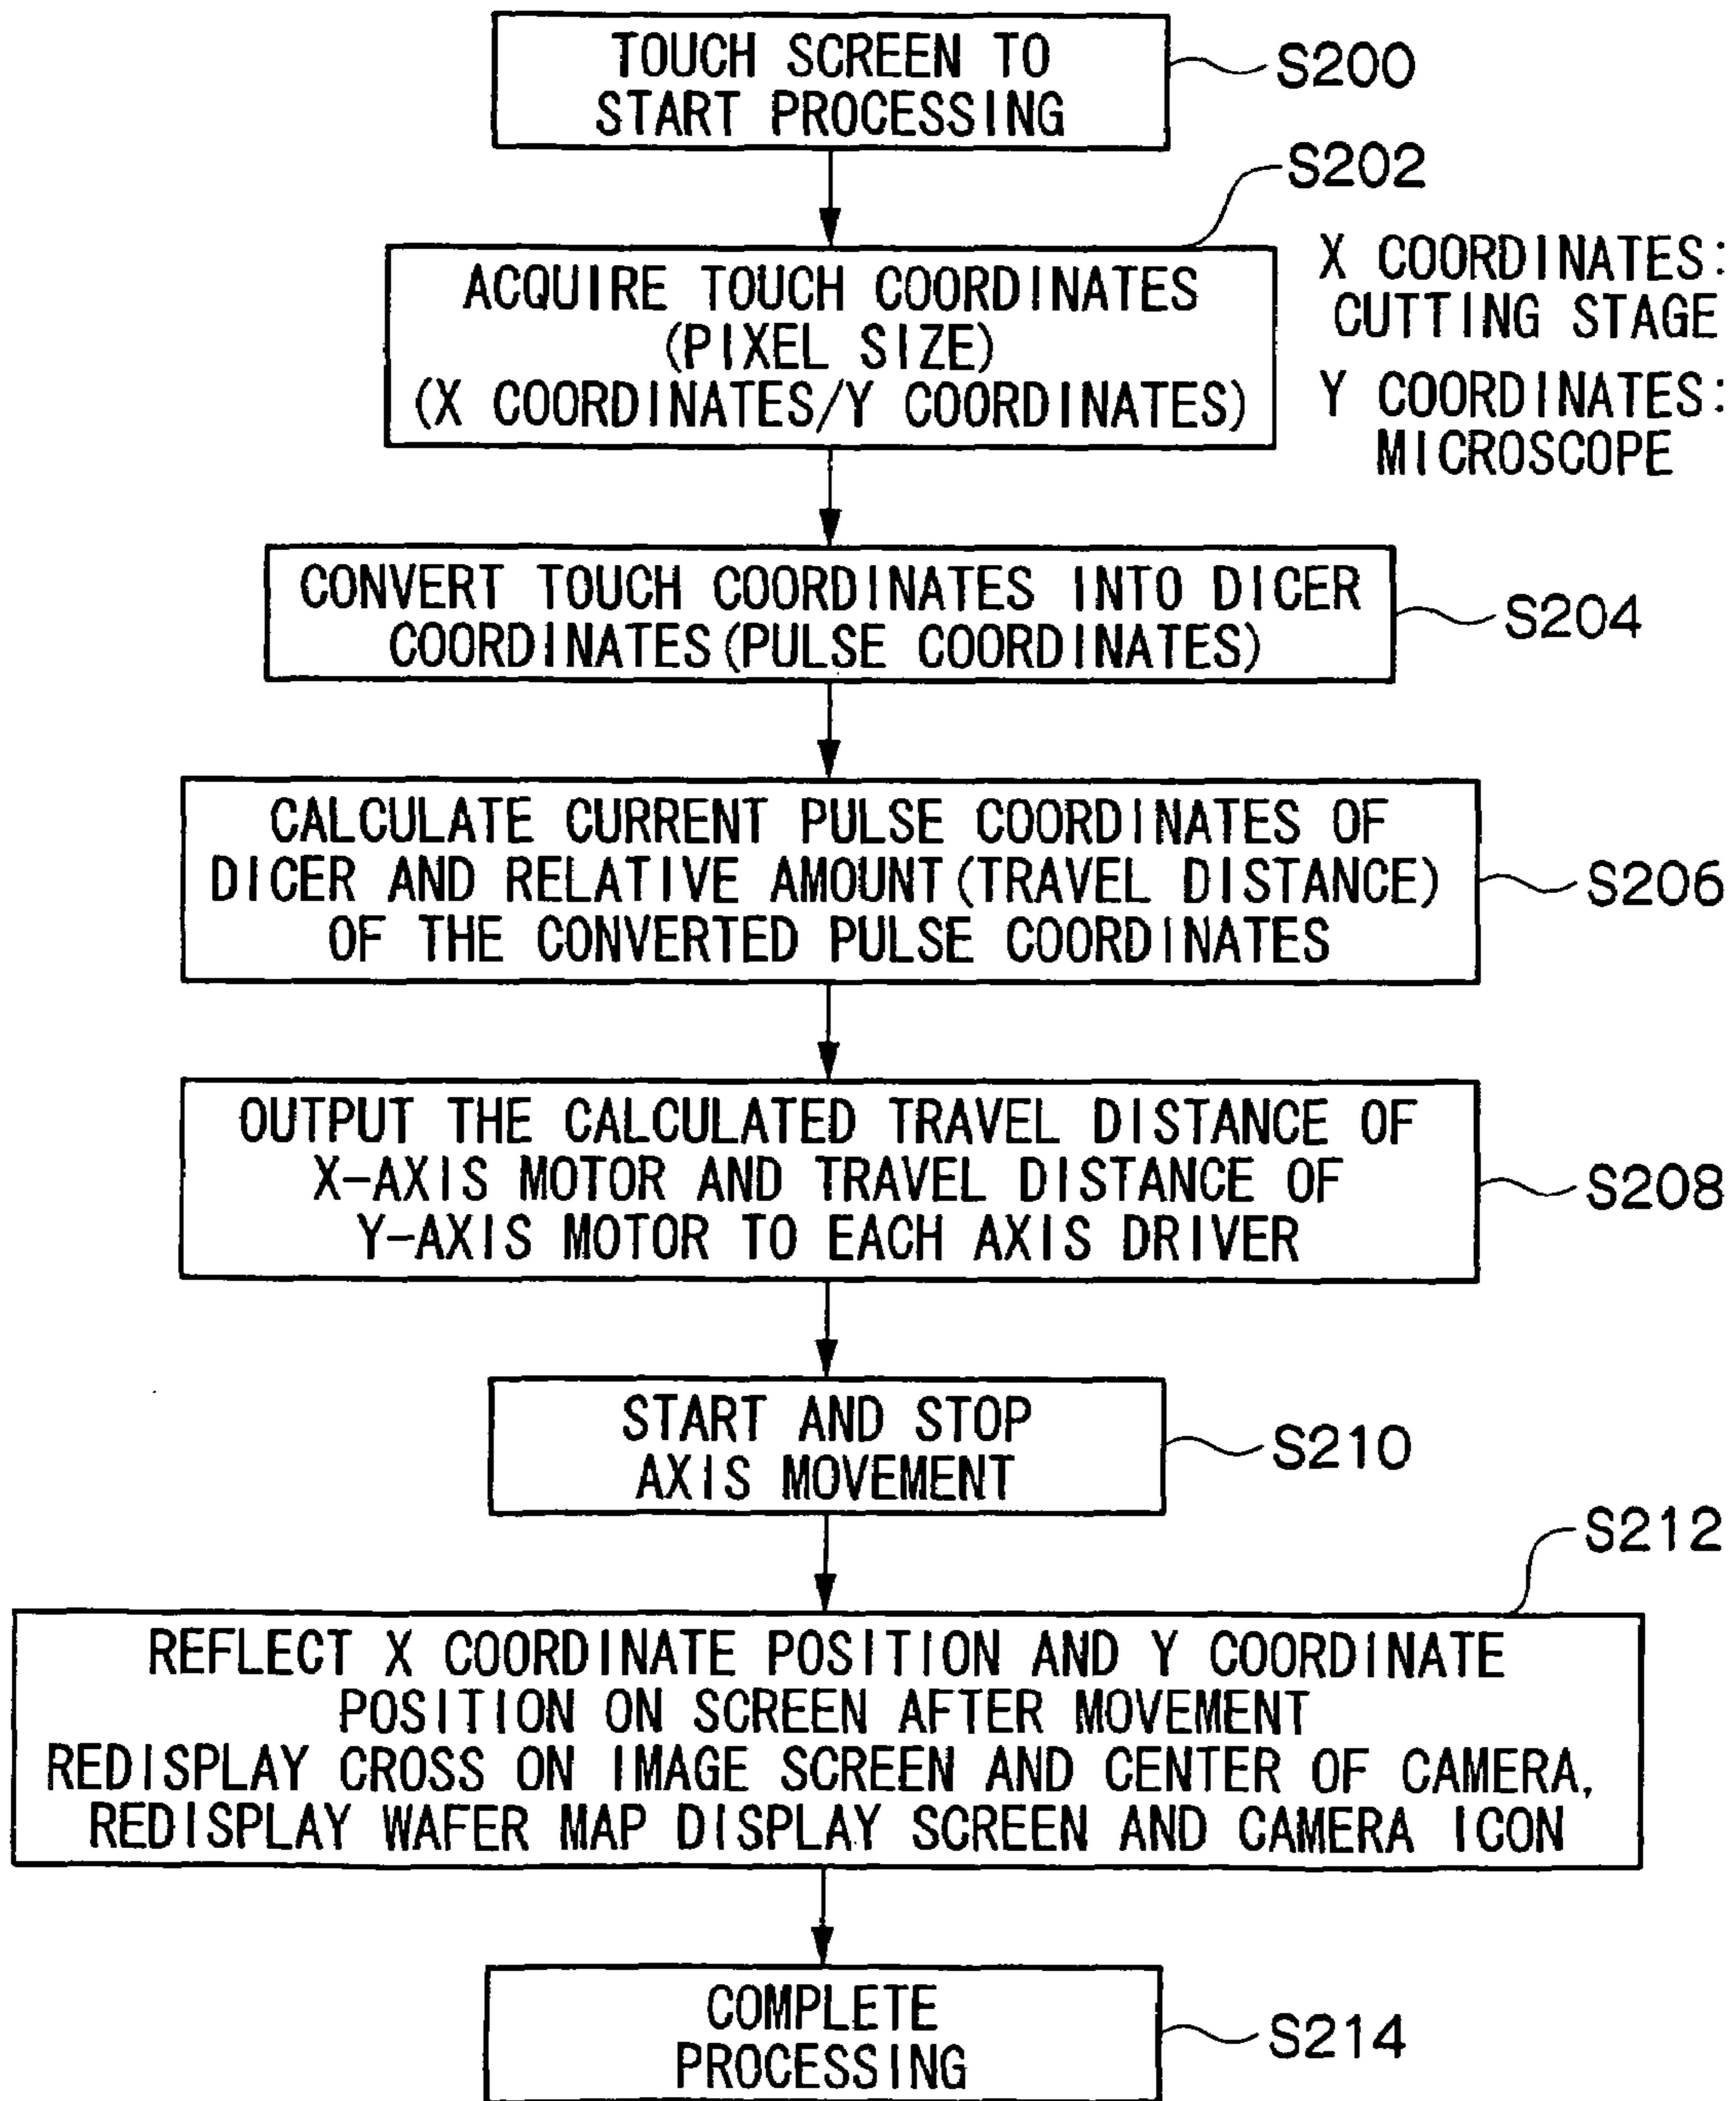 TOUCH SCREEN TO
START PROCESSING
S200
S202
ACQUIRE TOUCH COORDINATES
(PIXEL SIZE)
(X COORDINATES/Y COORDINATES)
X COORDINATES:
CUTTING STAGE
Y COORDINATES:
MICROSCOPE
CONVERT TOUCH COORDINATES INTO DICER
COORDINATES(PULSE COORDINATES)
S204
CALCULATE CURRENT PULSE COORDINATES OF
DICER AND RELATIVE AMOUNT(TRAVEL DISTANCE)
OF THE CONVERTED PULSE COORDINATES
S206
OUTPUT THE CALCULATED TRAVEL DISTANCE OF
X-AXIS MOTOR AND TRAVEL DISTANCE OF
Y-AXIS MOTOR TO EACH AXIS DRIVER
S208
START AND STOP
AXIS MOVEMENT
S210
S212
REFLECT X COORDINATE POSITION AND Y COORDINATE
POSITION ON SCREEN AFTER MOVEMENT
REDISPLAY CROSS ON IMAGE SCREEN AND CENTER OF CAMERA,
REDISPLAY WAFER MAP DISPLAY SCREEN AND CAMERA ICON
COMPLETE
PROCESSING
S214